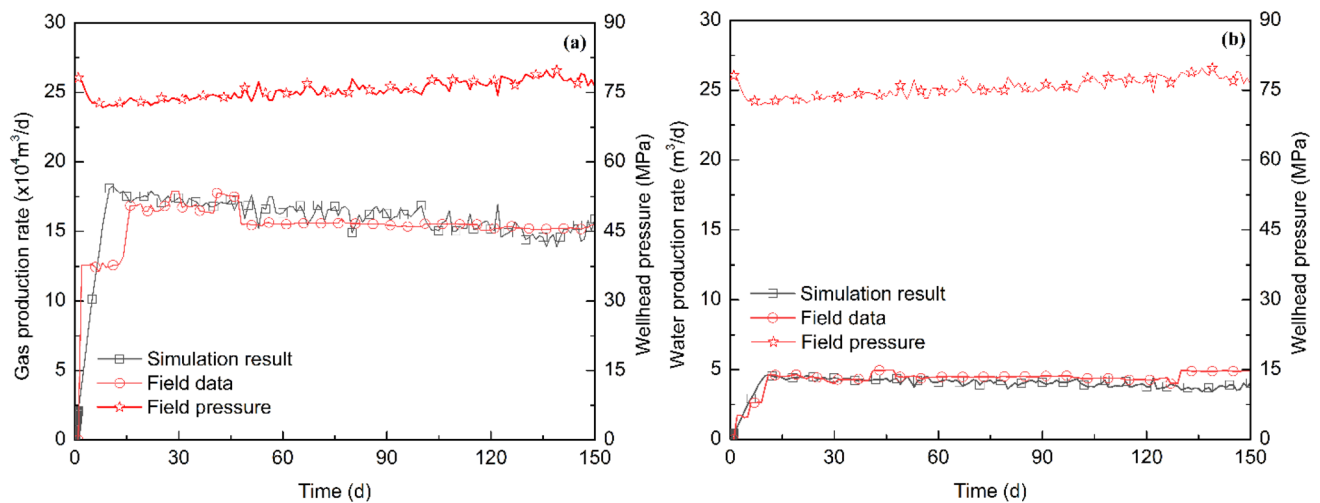 (a)
Gas production rate (x10⁴m³/d)
30
25
20
15
10
5
0
90
75
60
45
30
15
0
Wellhead pressure (MPa)
Simulation result
Field data
Field pressure
0 30 60 90 120 150
Time (d)
(b)
Water production rate (m³/d)
30
25
20
15
10
5
0
90
75
60
45
30
15
0
Wellhead pressure (MPa)
Simulation result
Field data
Field pressure
0 30 60 90 120 150
Time (d)